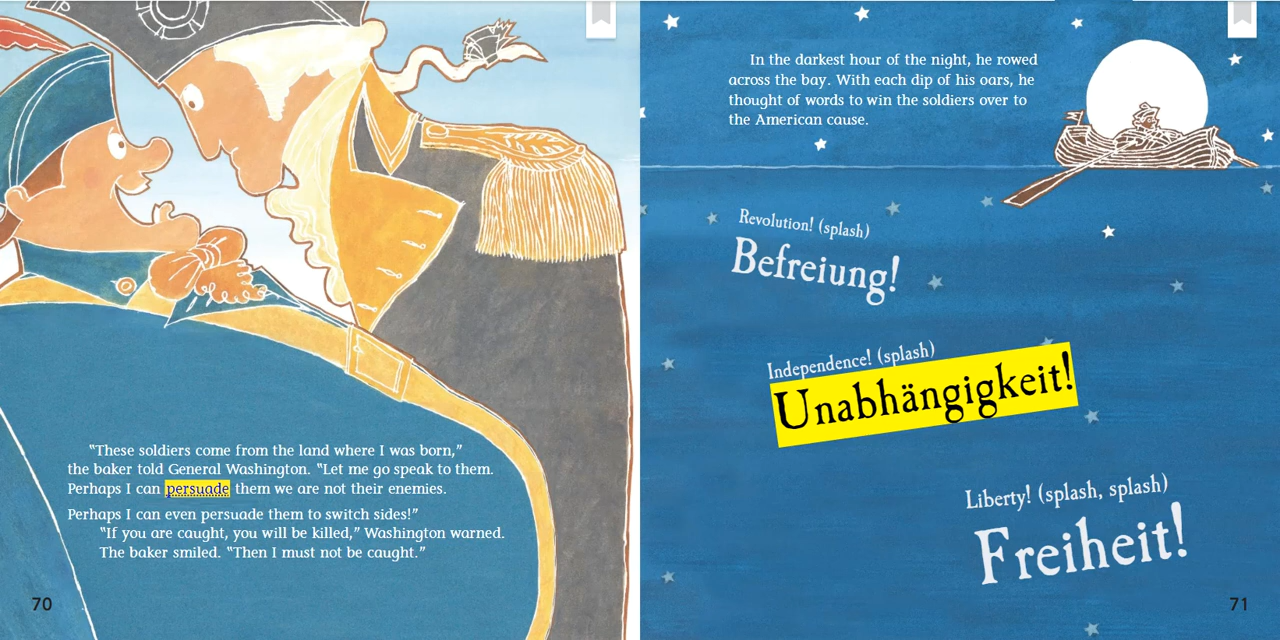 “These soldiers come from the land where I was born,”
the baker told General Washington. “Let me go speak to them.
Perhaps I can persuade them we are not their enemies.
Perhaps I can even persuade them to switch sides!”
“If you are caught, you will be killed,” Washington warned.
The baker smiled. “Then I must not be caught.”
70
In the darkest hour of the night, he rowed
across the bay. With each dip of his oars, he
thought of words to win the soldiers over to
the American cause.
Revolution! (splash)
Befreiung!
Independence! (splash)
Unabhängigkeit!
Liberty! (splash, splash)
Freiheit!
71